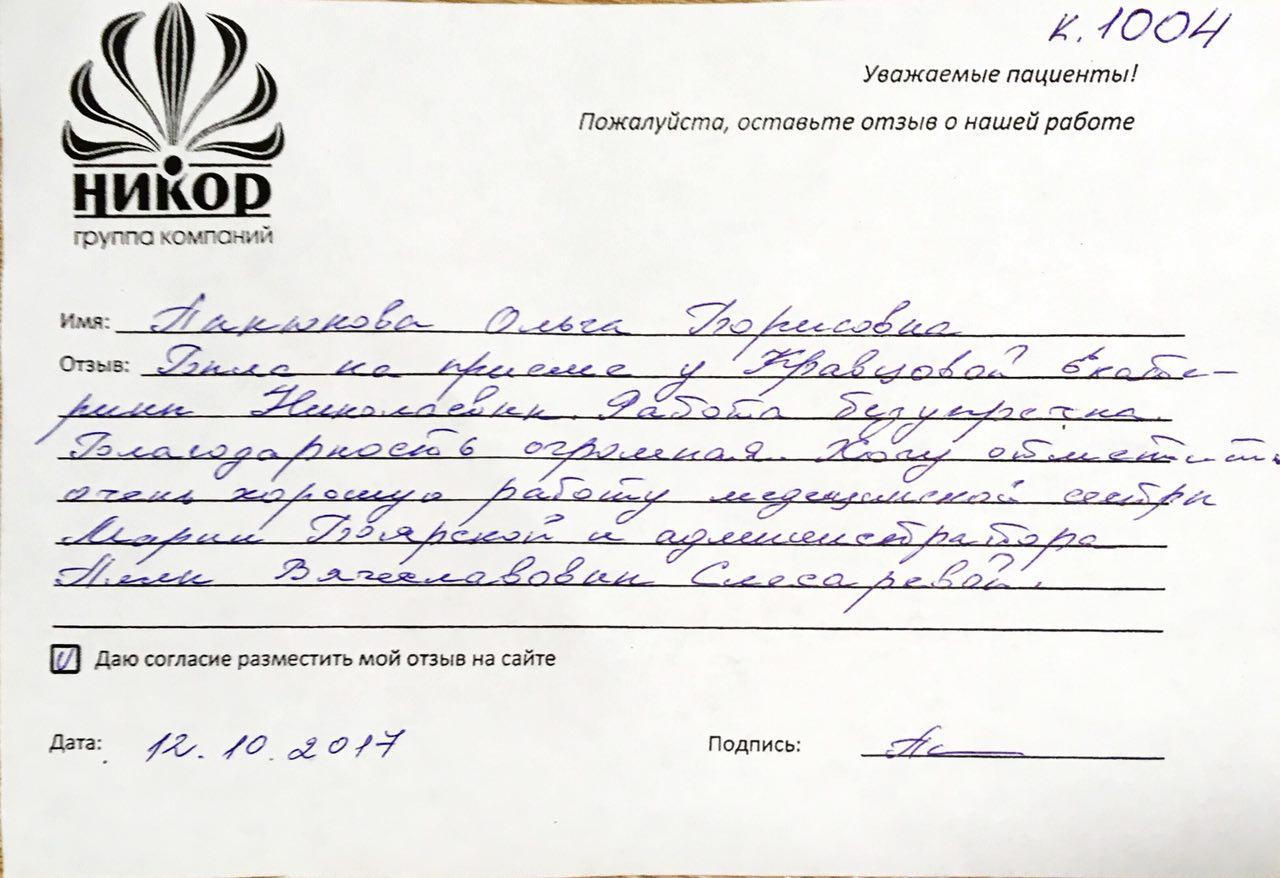 к. 1004
НИКОР
группа компаний
Уважаемые пациенты!
Пожалуйста, оставьте отзыв о нашей работе
Имя: Панюкова Ольга Борисовна
Отзыв: Была на приеме у Кравцовой Екате-
рины Николаевны. Работа безупречна.
Благодарность огромная. Хочу отметить
очень хорошую работу медицинской сестры
Марии Боярской и администратора
Вячеславовны Слесаревой.
Даю согласие разместить мой отзыв на сайте
Дата: 12.10.2017
Подпись: